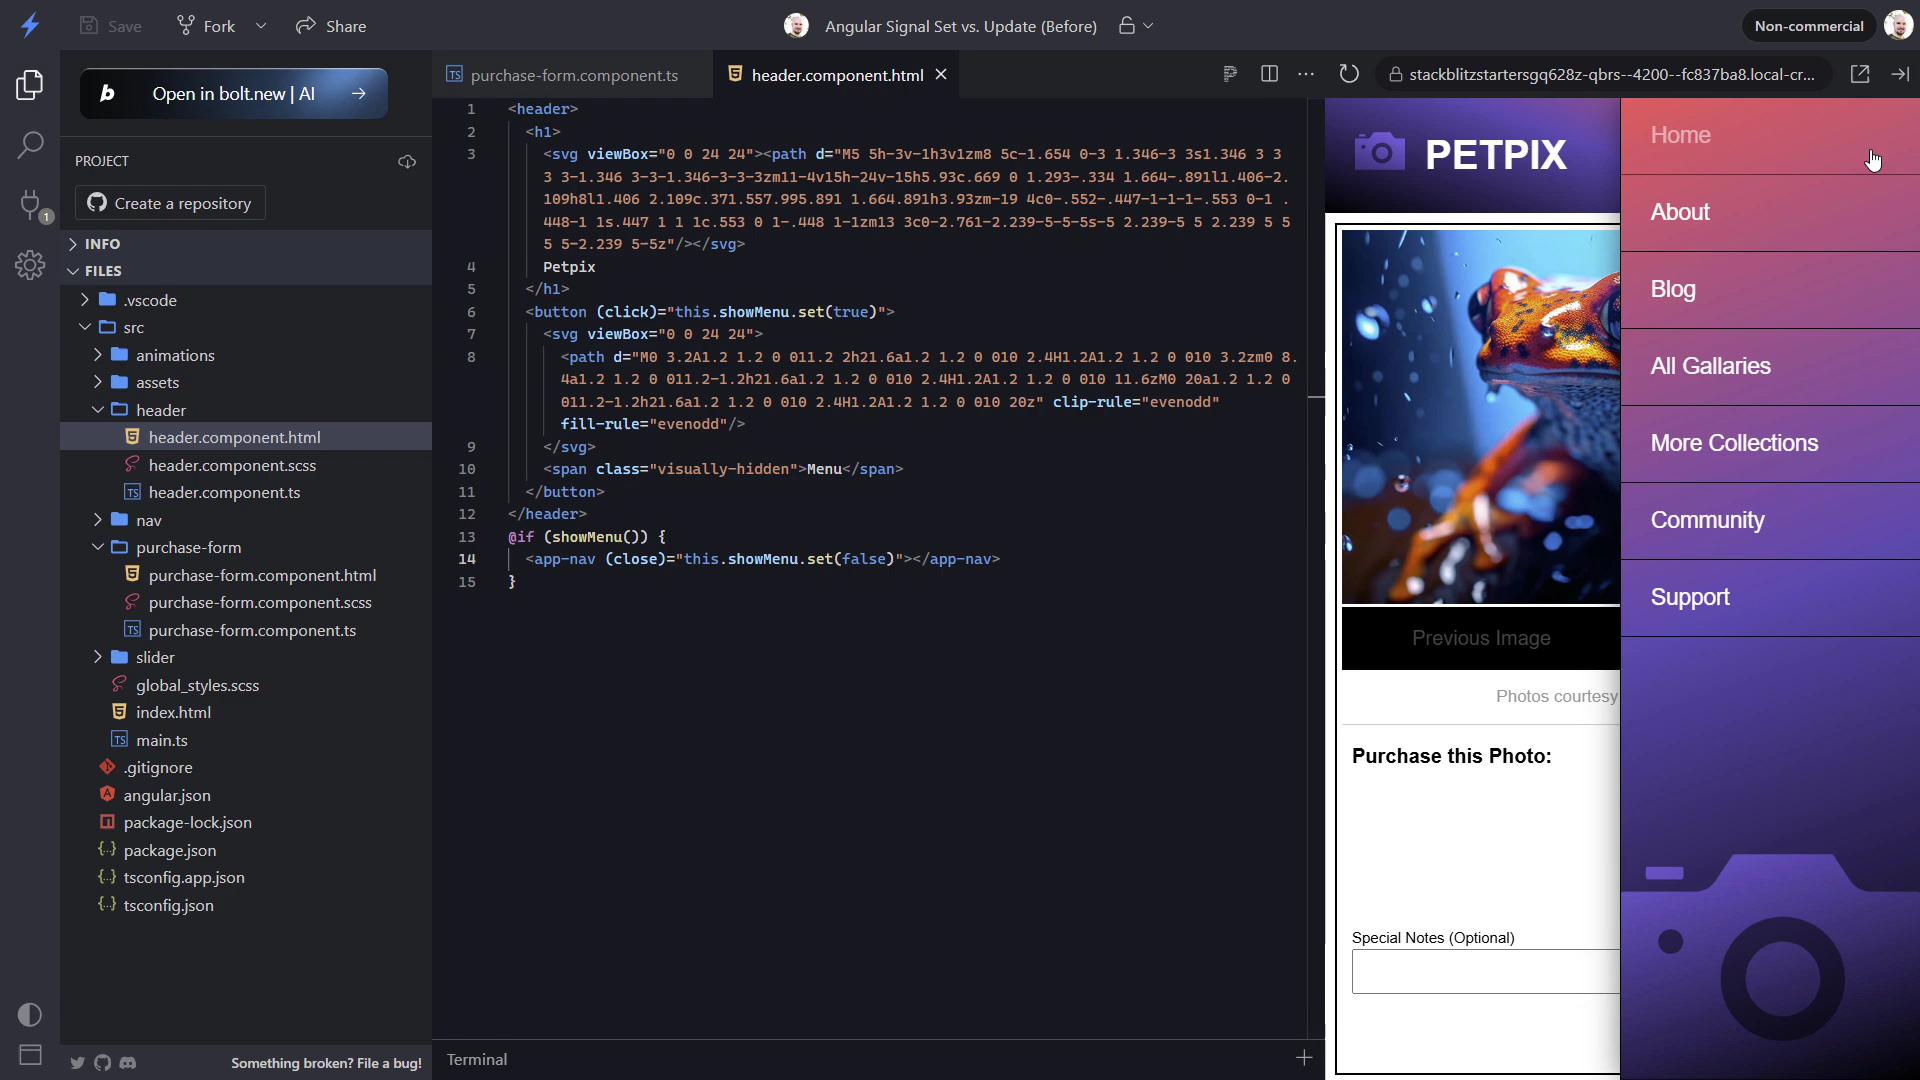 Save
Fork
Share
Angular Signal Set vs. Update (Before)
Non-commercial
b Open in bolt.new | AI
PROJECT
Create a repository
1
INFO
FILES
.vscode
src
animations
assets
header
header.component.html
header.component.scss
header.component.ts
nav
purchase-form
purchase-form.component.html
purchase-form.component.scss
purchase-form.component.ts
slider
global_styles.scss
index.html
main.ts
.gitignore
angular.json
package-lock.json
package.json
tsconfig.app.json
tsconfig.json
Something broken? File a bug!
TS purchase-form.component.ts
header.component.html
1 <header>
2 <h1>
3 <svg viewBox="0 0 24 24"><path d="M5 5h-3v-1h3v1zm8 5c-1.654 0-3 1.346-3 3s1.346 3 3
3 3-1.346 3-3-1.346-3-3-3zm11-4v15h-24v-15h5.93c.669 0 1.293-.334 1.664-.891l1.406-2.
109h8l1.406 2.109c.371.557.995.891 1.664.891h3.93zm-19 4c0-.552-.447-1-1-1-.553 0-1 .
448-1 1s.447 1 1 1c.553 0 1-.448 1-1zm13 3c0-2.761-2.239-5-5-5s-5 2.239-5 5 2.239 5 5
5 5-2.239 5-5z"/></svg>
4 Petpix
5 </h1>
6 <button (click)="this.showMenu.set(true)">
7 <svg viewBox="0 0 24 24">
8 <path d="M0 3.2A1.2 1.2 0 011.2 2h21.6a1.2 1.2 0 010 2.4H1.2A1.2 1.2 0 010 3.2zm0 8.
4a1.2 1.2 0 011.2-1.2h21.6a1.2 1.2 0 010 2.4H1.2A1.2 1.2 0 010 11.6zM0 20a1.2 1.2 0
011.2-1.2h21.6a1.2 1.2 0 010 2.4H1.2A1.2 1.2 0 010 20z" clip-rule="evenodd"
fill-rule="evenodd"/>
9 </svg>
10 <span class="visually-hidden">Menu</span>
11 </button>
12 </header>
13 @if (showMenu()) {
14 <app-nav (close)="this.showMenu.set(false)"></app-nav>
15 }
Terminal
stackblitzstartersgq628z-qbrs--4200--fc837ba8.local-cr...
PETPIX
Previous Image
Photos courtesy
Purchase this Photo:
Special Notes (Optional)
Home
About
Blog
All Gallaries
More Collections
Community
Support